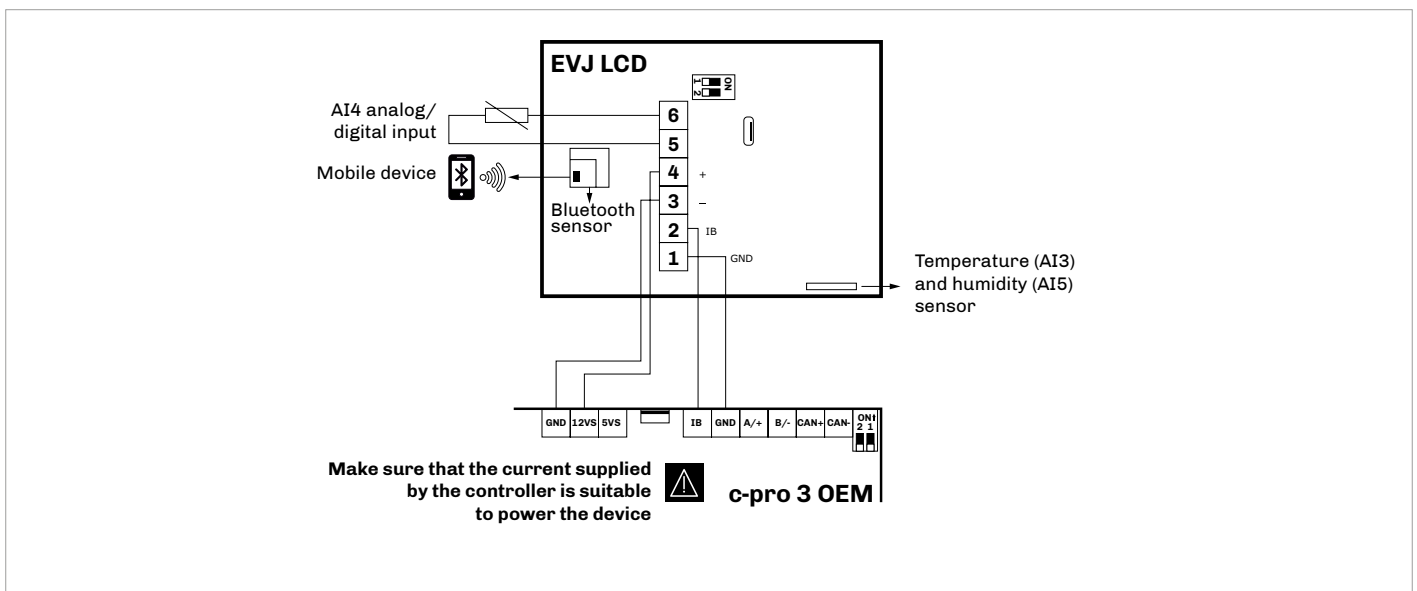 EVJ LCD
ON
1 2
AI4 analog/
digital input
6
5
Mobile device
4 +
3 –
Bluetooth
sensor
2 IB
1 GND
Temperature (AI3)
and humidity (AI5)
sensor
GND 12VS 5VS IB GND A/+ B/- CAN+ CAN- ON
2 1
Make sure that the current supplied
by the controller is suitable
to power the device
c-pro 3 OEM